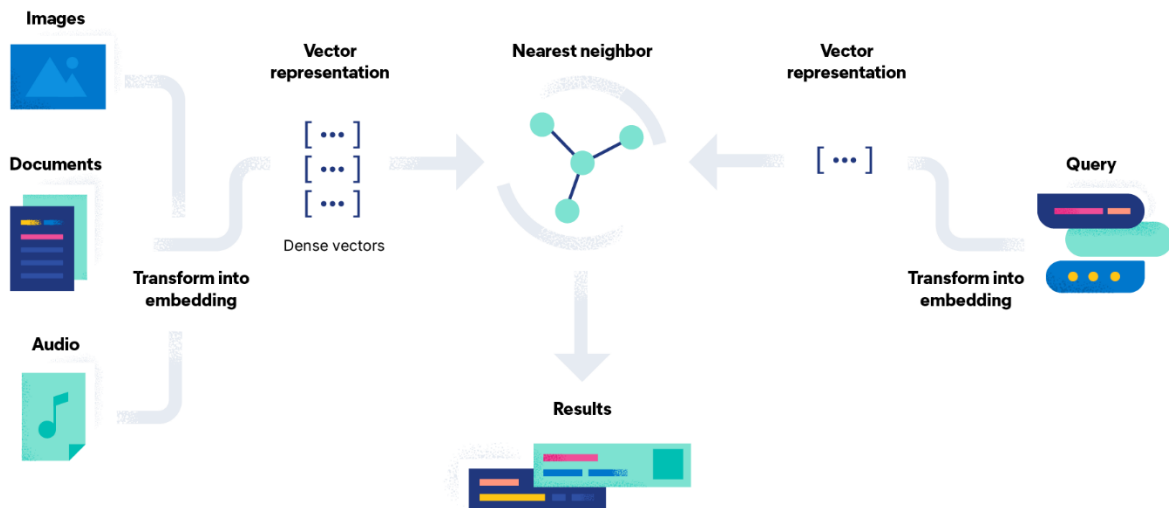 Images
Vector
representation
Nearest neighbor
Vector
representation
[ ••• ]
[ ••• ]
[ ••• ]
[ ••• ]
Documents
Query
Dense vectors
Transform into
embedding
Transform into
embedding
Audio
Results